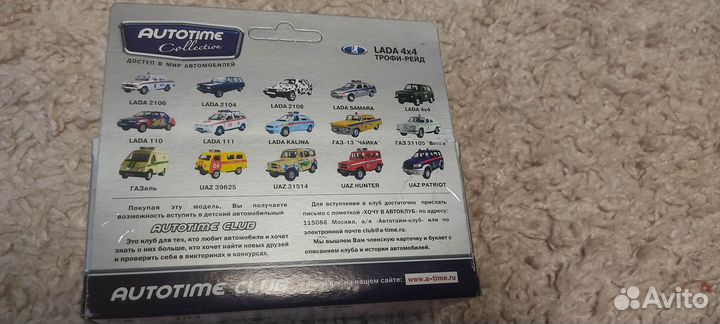 AUTOTIME
Collection
ДОСТУП В МИР АВТОМОБИЛЕЙ
LADA 4x4
ТРОФИ-РЕЙД
LADA 2106
LADA 2104
LADA 2108
LADA SAMARA
LADA 4x4
LADA 110
LADA 111
LADA KALINA
ГАЗ-13 "ЧАЙКА"
ГАЗ 31105 "Волга"
ГАЗель
UAZ 39625
UAZ 31514
UAZ HUNTER
UAZ PATRIOT
Покупая эту модель, Вы получаете
возможность вступить в детский автомобильный
AUTOTIME CLUB
Это клуб для тех, кто любит автомобили и хочет
знать о них больше, кто хочет найти новых друзей
и проверить себя в викторинах и конкурсах.
Для вступления в клуб достаточно прислать
письмо с пометкой «ХОЧУ В АВТОКЛУБ» по адресу:
115088 Москва, а/я «Автотайм-клуб» или по
электронной почте club@a-time.ru.
Мы вышлем Вам членскую карточку и буклет с
описанием клуба и истории автомобилей.
AUTOTIME CLUB
вас на нашем сайте: www.a-time.ru
Avito